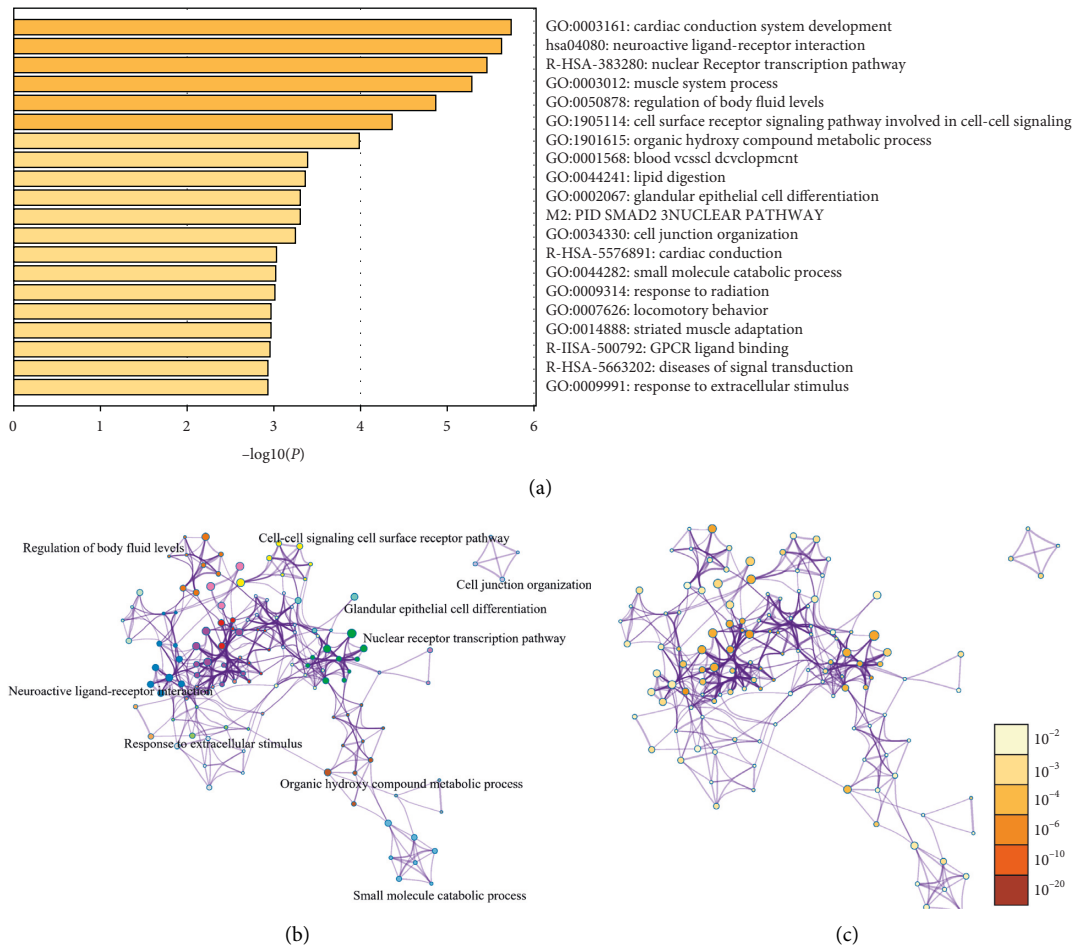 GO:0003161: cardiac conduction system development
hsa04080: neuroactive ligand-receptor interaction
R-HSA-383280: nuclear Receptor transcription pathway
GO:0003012: muscle system process
GO:0050878: regulation of body fluid levels
GO:1905114: cell surface receptor signaling pathway involved in cell-cell signaling
GO:1901615: organic hydroxy compound metabolic process
GO:0001568: blood vcsscl dcvclopmcnt
GO:0044241: lipid digestion
GO:0002067: glandular epithelial cell differentiation
M2: PID SMAD2 3NUCLEAR PATHWAY
GO:0034330: cell junction organization
R-HSA-5576891: cardiac conduction
GO:0044282: small molecule catabolic process
GO:0009314: response to radiation
GO:0007626: locomotory behavior
GO:0014888: striated muscle adaptation
R-IISA-500792: GPCR ligand binding
R-HSA-5663202: diseases of signal transduction
GO:0009991: response to extracellular stimulus
0 1 2 3 4 5 6
–log10(P)
(a)
Regulation of body fluid levels
Cell-cell signaling cell surface receptor pathway
Cell junction organization
Glandular epithelial cell differentiation
Nuclear receptor transcription pathway
Neuroactive ligand-receptor interaction
Response to extracellular stimulus
Organic hydroxy compound metabolic process
Small molecule catabolic process
(b)
10⁻²
10⁻³
10⁻⁴
10⁻⁶
10⁻¹⁰
10⁻²⁰
(c)